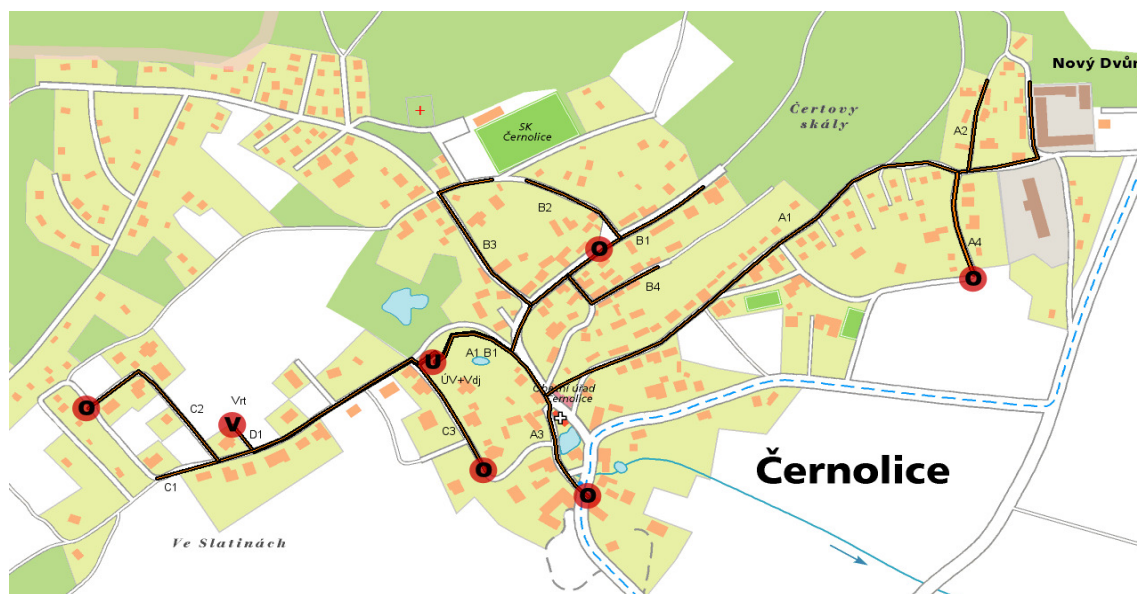 Nový Dvůr
Čertovy
skály
SK
Černolice
A2
B2
A1
B3
B1
A4
B4
O
O
U
A1 B1
ÚV+Vdj
Obecní úřad
Černolice
Vrt
O
C2
V
D1
C3
A3
Černolice
O
C1
O
Ve Slatinách